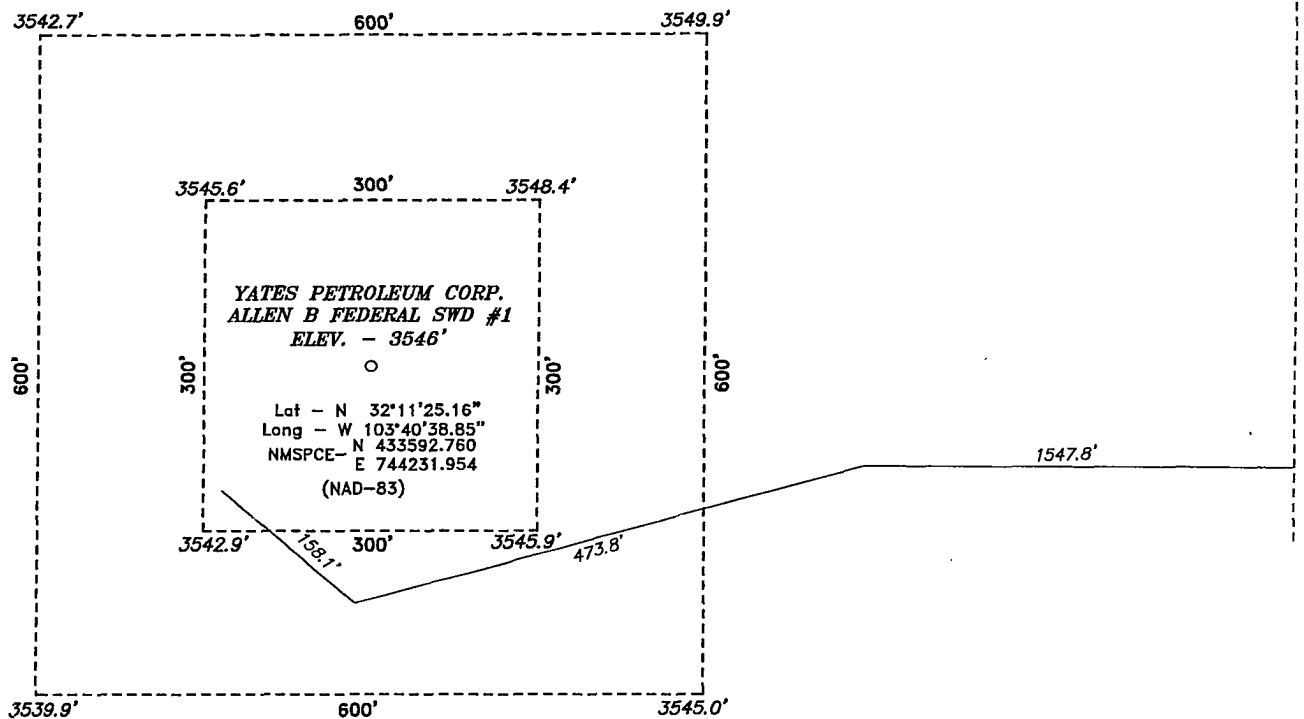 3542.7' 600' 3549.9'
3545.6' 300' 3548.4'
YATES PETROLEUM CORP.
ALLEN B FEDERAL SWD #1
ELEV. - 3546'
600' 300' 300' 600'
Lat - N 32°11'25.16"
Long - W 103°40'38.85"
NMSPCE- N 433592.760
E 744231.954
(NAD-83)
1547.8'
3542.9' 158.1' 300' 3545.9' 473.8'
3539.9' 600' 3545.0'